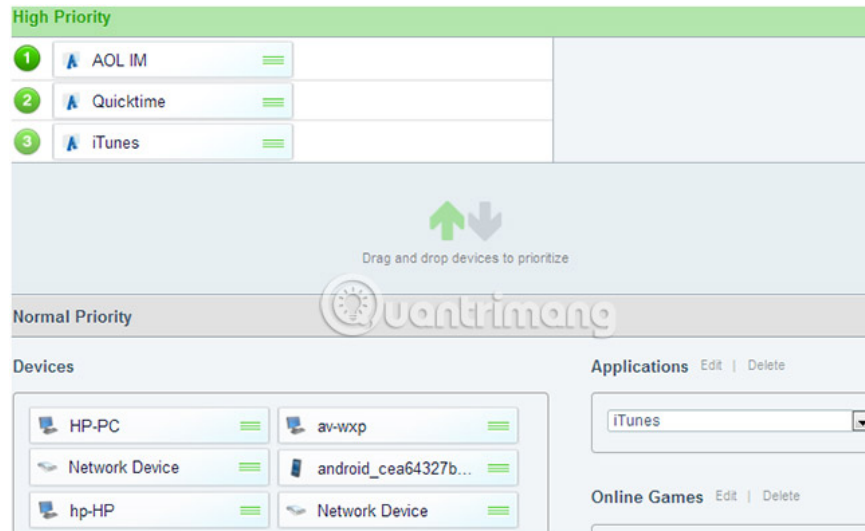 High Priority
1 AOL IM
2 Quicktime
3 iTunes
Drag and drop devices to prioritize
Quantrimang
Normal Priority
Devices
HP-PC
av-wxp
Network Device
android_cea64327b...
hp-HP
Network Device
Applications Edit | Delete
iTunes
Online Games Edit | Delete